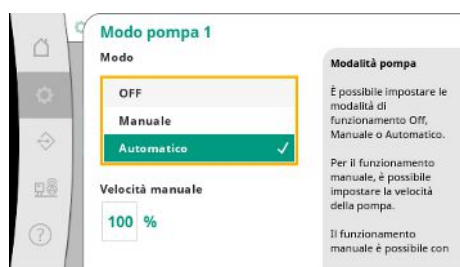 Modo pompa 1
Modo
OFF
Manuale
Automatico
Velocità manuale
100 %
Modalità pompa
È possibile impostare le
modalità di
funzionamento Off,
Manuale o Automatico.
Per il funzionamento
manuale, è possibile
impostare la velocità
della pompa.
Il funzionamento
manuale è possibile con